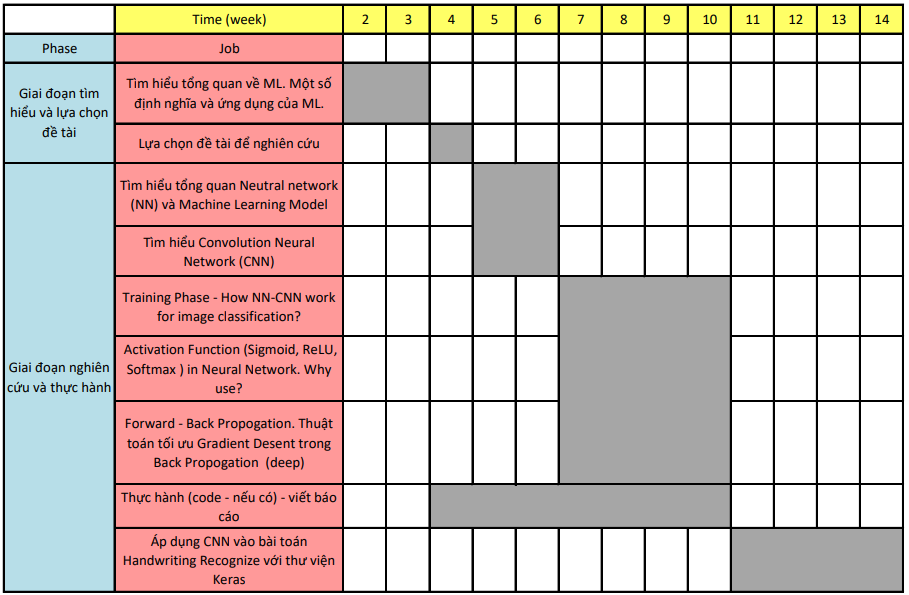 Time (week) 2 3 4 5 6 7 8 9 10 11 12 13 14
Phase Job
Giai đoạn tìm
hiểu và lựa chọn
đề tài
Tìm hiểu tổng quan về ML. Một số
định nghĩa và ứng dụng của ML.
Lựa chọn đề tài để nghiên cứu
Giai đoạn nghiên
cứu và thực hành
Tìm hiểu tổng quan Neutral network
(NN) và Machine Learning Model
Tìm hiểu Convolution Neural
Network (CNN)
Training Phase - How NN-CNN work
for image classification?
Activation Function (Sigmoid, ReLU,
Softmax ) in Neural Network. Why
use?
Forward - Back Propogation. Thuật
toán tối ưu Gradient Desent trong
Back Propogation (deep)
Thực hành (code - nếu có) - viết báo
cáo
Áp dụng CNN vào bài toán
Handwriting Recognize với thư viện
Keras